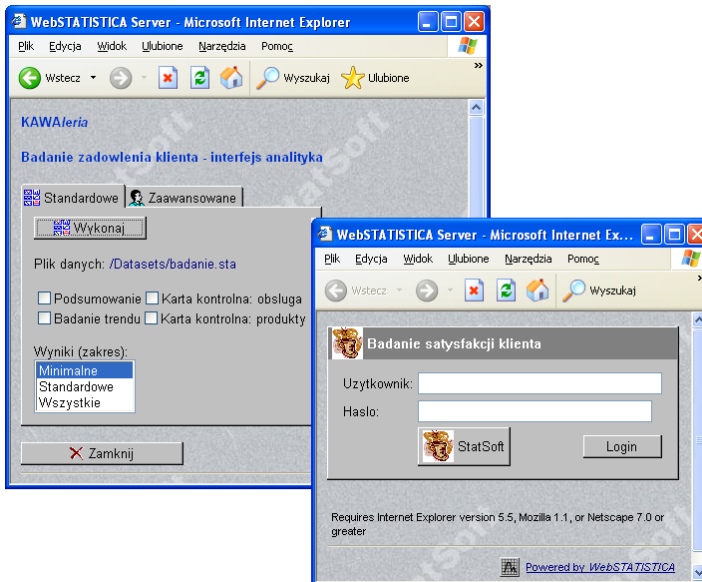 WebSTATISTICA Server - Microsoft Internet Explorer
Plik Edycja Widok Ulubione Narzędzia Pomoc
Wstecz Wyszukaj Ulubione »
KAWAleria
Badanie zadowlenia klienta - interfejs analityka
Standardowe Zaawansowane
Wykonaj
Plik danych: /Datasets/badanie.sta
Podsumowanie Karta kontrolna: obsluga
Badanie trendu Karta kontrolna: produkty
Wyniki (zakres):
Minimalne
Standardowe
Wszystkie
Zamknij
WebSTATISTICA Server - Microsoft Internet Ex...
Plik Edycja Widok Ulubione Narzędzia Pomoc
Wstecz Wyszukaj
Badanie satysfakcji klienta
Uzytkownik:
Haslo:
StatSoft Login
Requires Internet Explorer version 5.5, Mozilla 1.1, or Netscape 7.0 or
greater
Powered by WebSTATISTICA